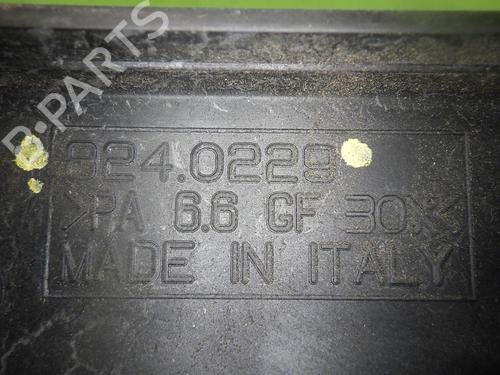 B-PARTS
824.0229
>PA 6.6 GF 30.<
MADE IN ITALY